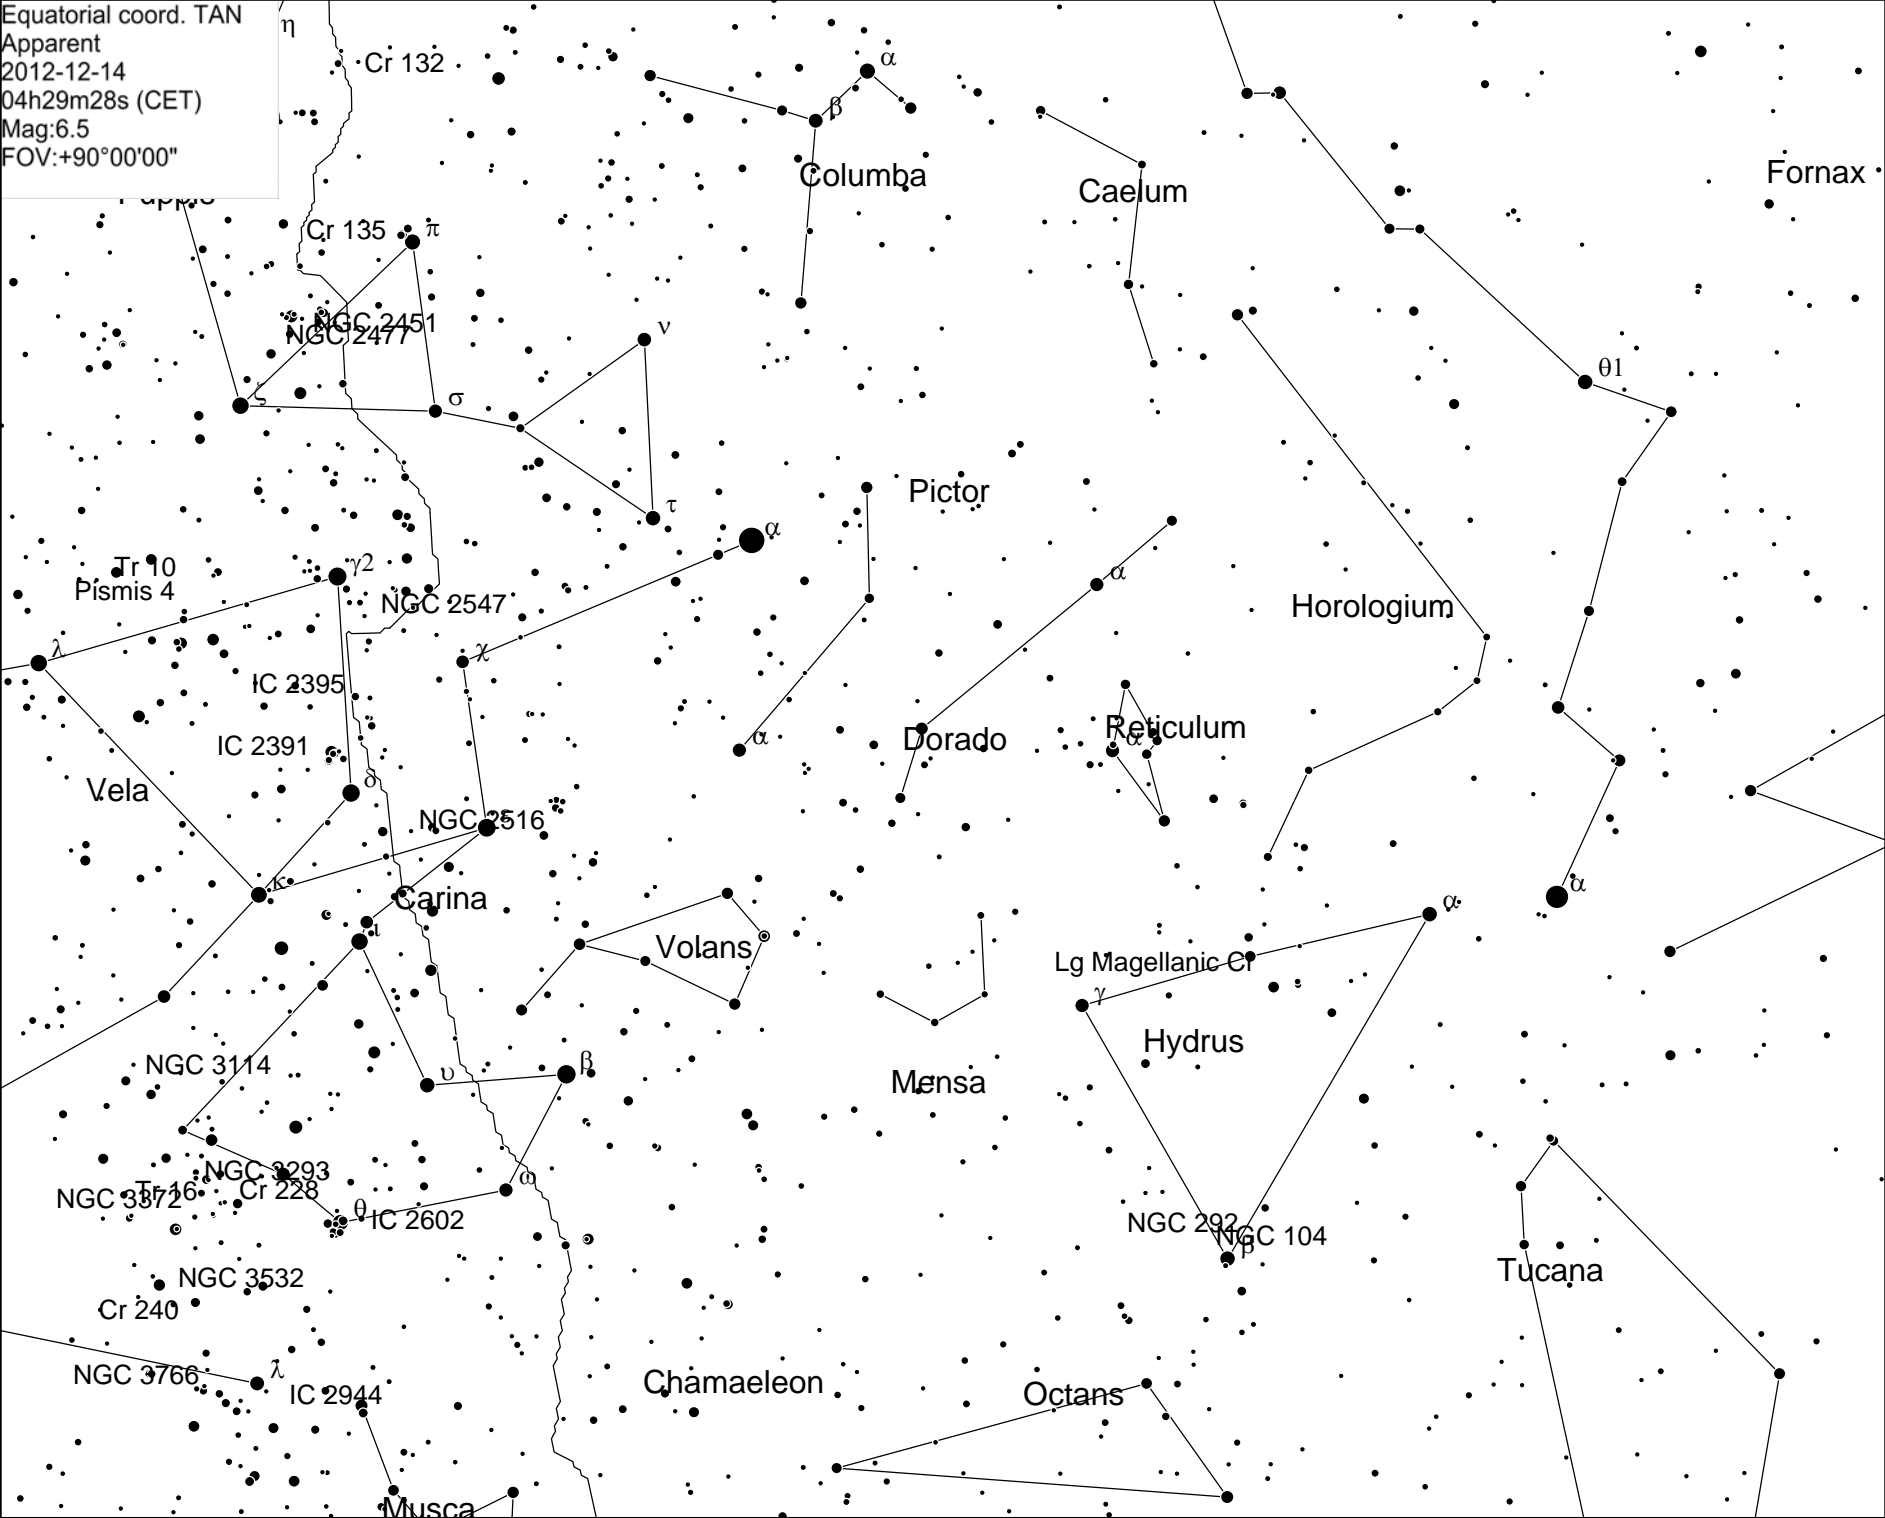 Equatorial coord. TAN
Apparent
2012-12-14
04h29m28s (CET)
Mag:6.5
FOV:+90°00'00"
η
Cr 132
α
β
Columba
Caelum
Fornax
Puppis
Cr 135
π
NGC 2451
NGC 2477
ν
θ1
ζ
σ
Pictor
τ
α
Tr 10
Pismis 4
γ2
NGC 2547
α
Horologium
λ
χ
IC 2395
Reticulum
α
Dorado
α
IC 2391
Vela
δ
NGC 2516
κ
Carina
α
α
ι
Volans
Lg Magellanic Cl
γ
Hydrus
NGC 3114
υ
β
Mensa
NGC 3293
ω
Tr 16
Cr 228
NGC 3372
θ
IC 2602
NGC 292
NGC 104
β
Tucana
NGC 3532
Cr 240
λ
NGC 3766
IC 2944
Chamaeleon
Octans
Musca